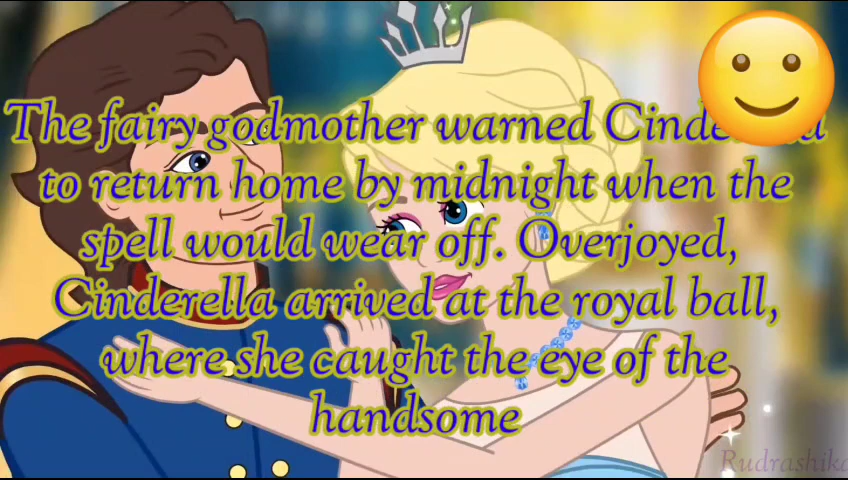 The fairy godmother warned
to return home by midnight when the
spell would wear off. Overjoyed,
Cinderella arrived at the royal ball,
where she caught the eye of the
handsome
Rudrashika